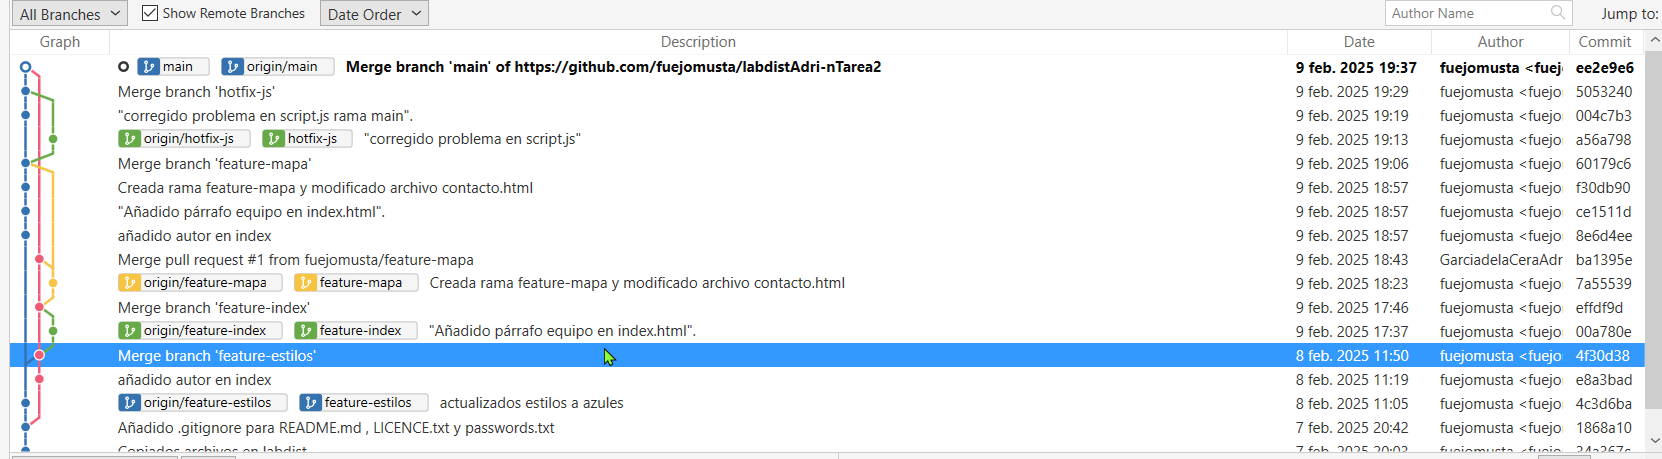 All Branches Show Remote Branches Date Order Author Name Jump to:
Graph Description Date Author Commit
main origin/main Merge branch 'main' of https://github.com/fuejomusta/labdistAdri-nTarea2 9 feb. 2025 19:37 fuejomusta <fuej ee2e9e6
Merge branch 'hotfix-js' 9 feb. 2025 19:29 fuejomusta <fuejo 5053240
"corregido problema en script.js rama main". 9 feb. 2025 19:19 fuejomusta <fuejo 004c7b3
origin/hotfix-js hotfix-js "corregido problema en script.js" 9 feb. 2025 19:13 fuejomusta <fuejo a56a798
Merge branch 'feature-mapa' 9 feb. 2025 19:06 fuejomusta <fuejo 60179c6
Creada rama feature-mapa y modificado archivo contacto.html 9 feb. 2025 18:57 fuejomusta <fuejo f30db90
"Añadido párrafo equipo en index.html". 9 feb. 2025 18:57 fuejomusta <fuejo ce1511d
añadido autor en index 9 feb. 2025 18:57 fuejomusta <fuejo 8e6d4ee
Merge pull request #1 from fuejomusta/feature-mapa 9 feb. 2025 18:43 GarciadelaCeraAdr ba1395e
origin/feature-mapa feature-mapa Creada rama feature-mapa y modificado archivo contacto.html 9 feb. 2025 18:23 fuejomusta <fuejo 7a55539
Merge branch 'feature-index' 9 feb. 2025 17:46 fuejomusta <fuejo effdf9d
origin/feature-index feature-index "Añadido párrafo equipo en index.html". 9 feb. 2025 17:37 fuejomusta <fuejo 00a780e
Merge branch 'feature-estilos' 8 feb. 2025 11:50 fuejomusta <fuejo 4f30d38
añadido autor en index 8 feb. 2025 11:19 fuejomusta <fuejo e8a3bad
origin/feature-estilos feature-estilos actualizados estilos a azules 8 feb. 2025 11:05 fuejomusta <fuejo 4c3d6ba
Añadido .gitignore para README.md , LICENCE.txt y passwords.txt 7 feb. 2025 20:42 fuejomusta <fuejo 1868a10
Copiados archivos en labdist 7 feb. 2025 20:03 fuejomusta <fuejo